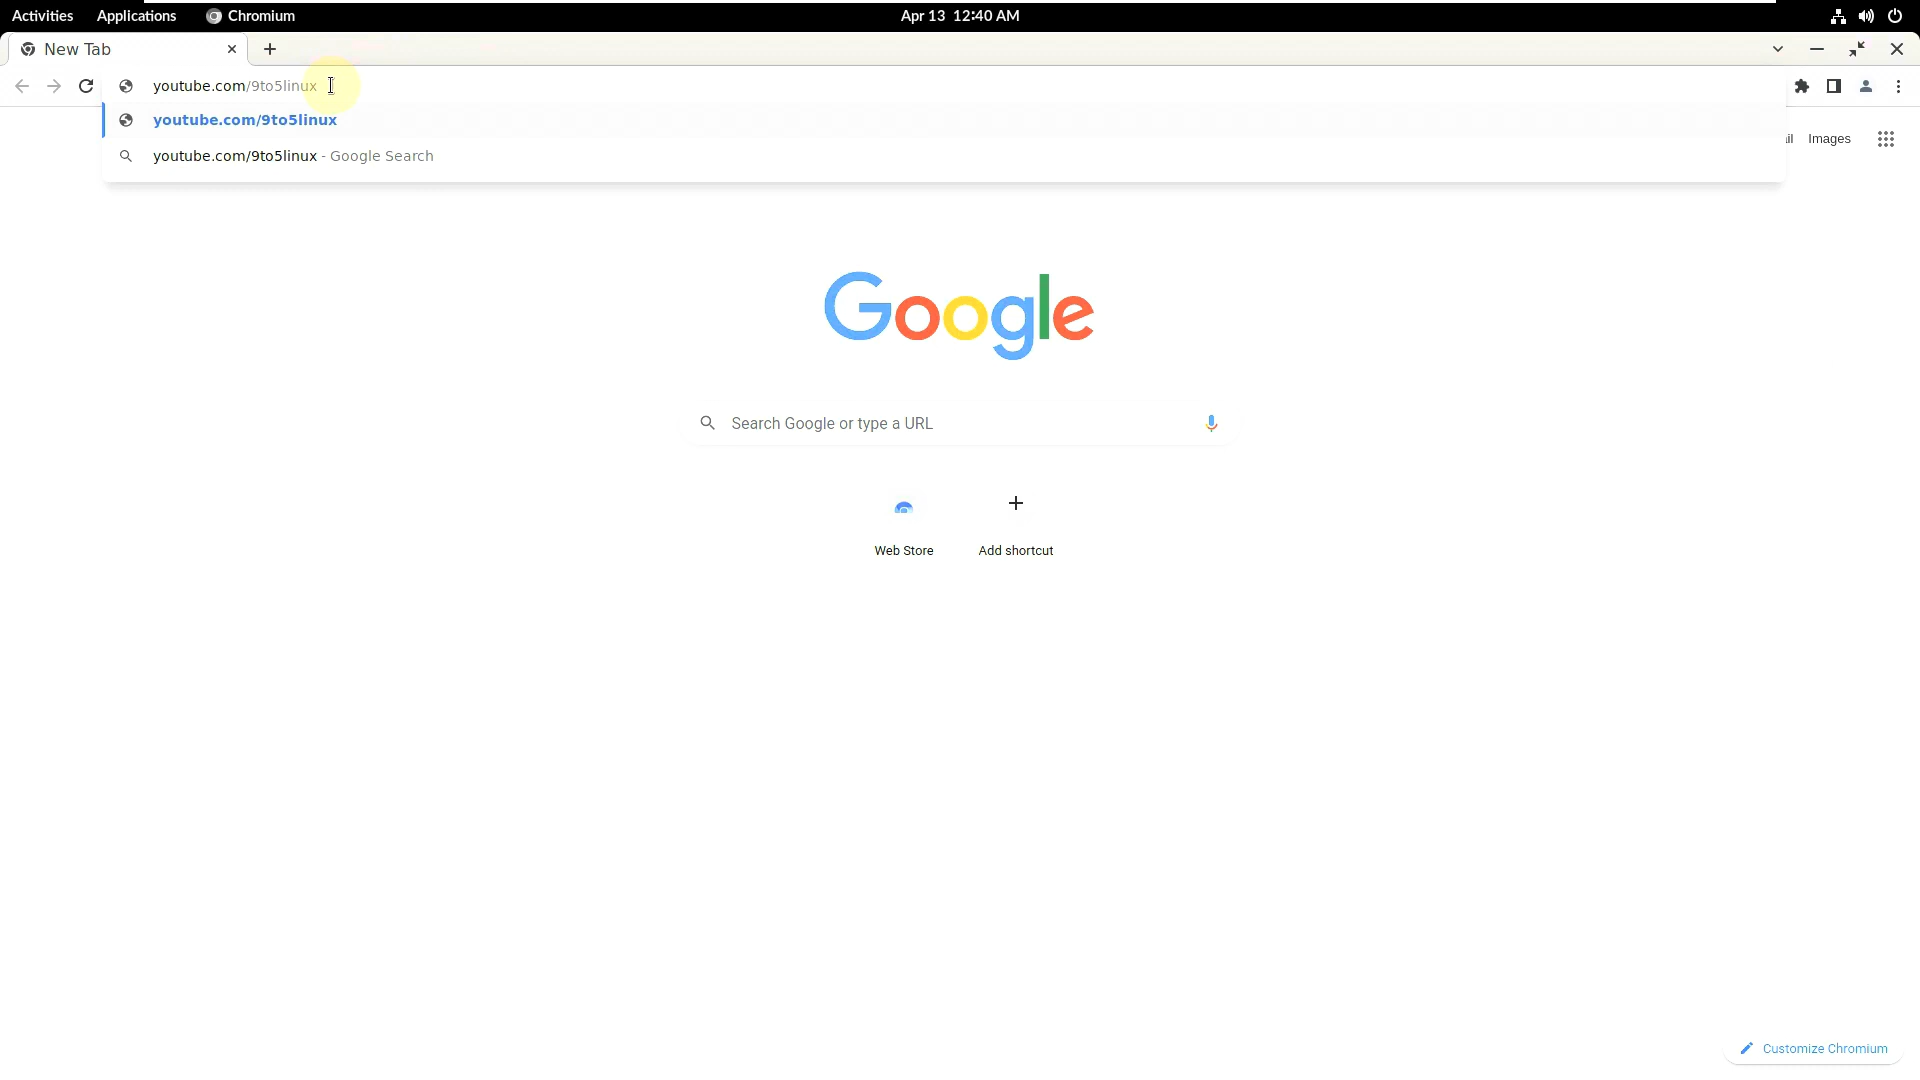 Activities Applications Chromium Apr 13 12:40 AM
New Tab
youtube.com/9to5linux
youtube.com/9to5linux
youtube.com/9to5linux - Google Search
Images
Google
Search Google or type a URL
Web Store Add shortcut
Customize Chromium